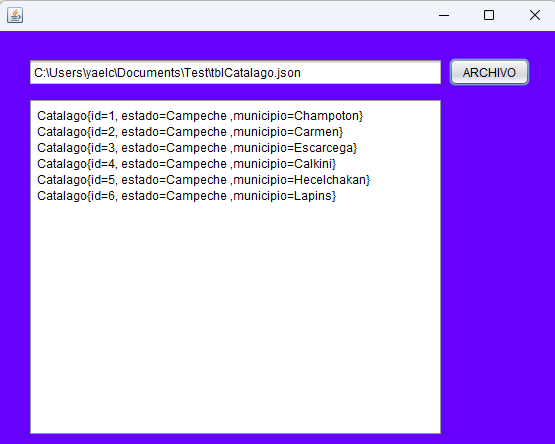 C:\Users\yaelc\Documents\Test\tblCatalago.json
ARCHIVO
Catalago{id=1, estado=Campeche ,municipio=Champoton}
Catalago{id=2, estado=Campeche ,municipio=Carmen}
Catalago{id=3, estado=Campeche ,municipio=Escarcega}
Catalago{id=4, estado=Campeche ,municipio=Calkini}
Catalago{id=5, estado=Campeche ,municipio=Hecelchakan}
Catalago{id=6, estado=Campeche ,municipio=Lapins}